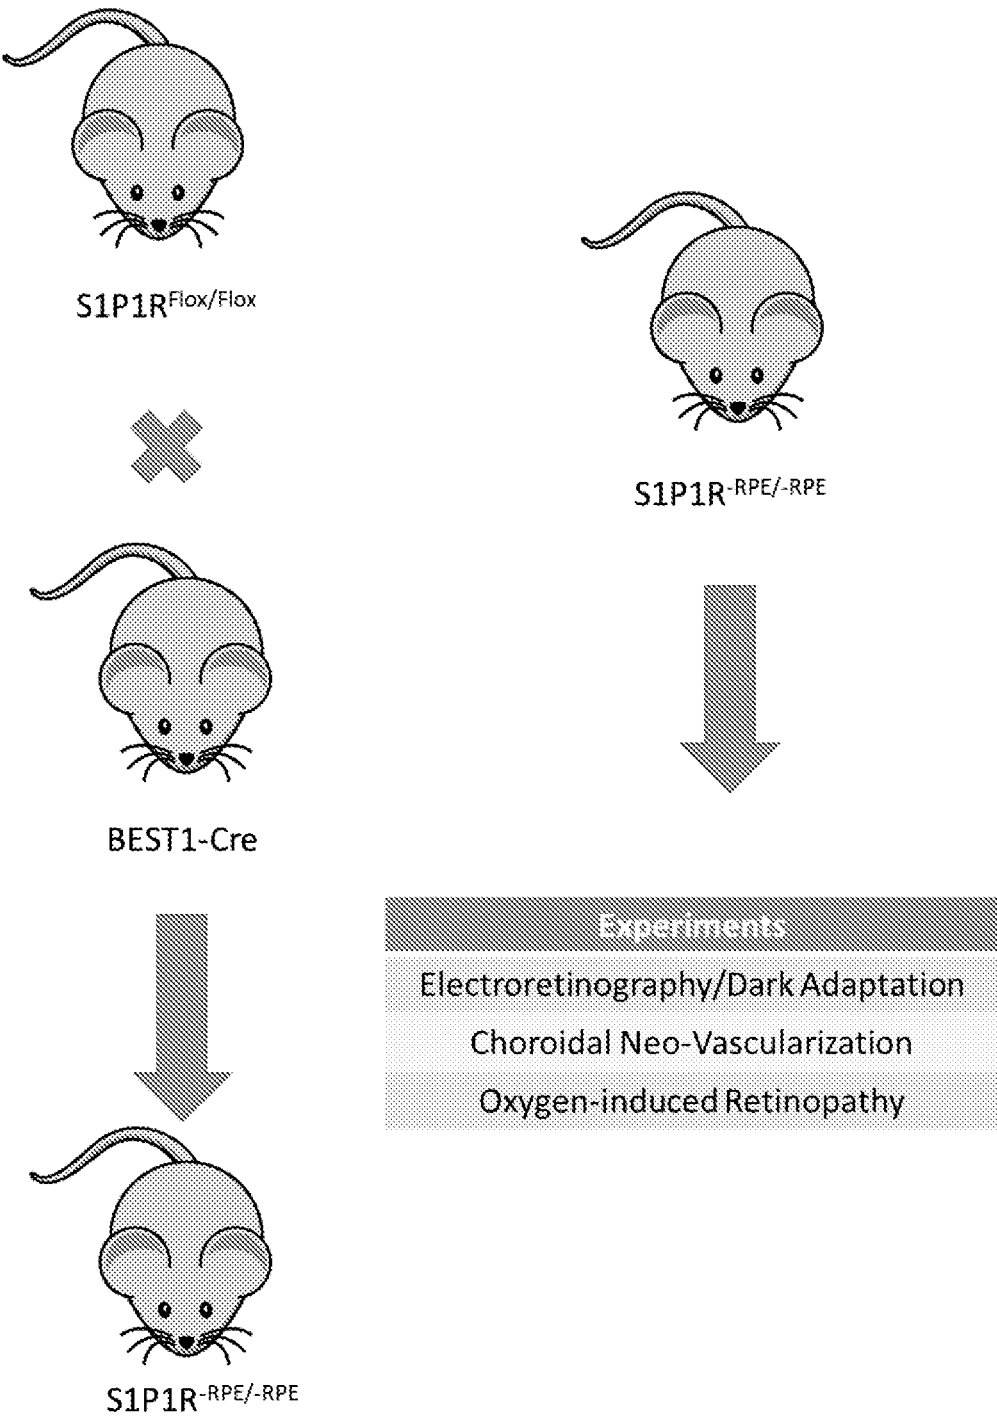 S1P1R^Flox/Flox
BEST1-Cre
S1P1R^-RPE/-RPE
S1P1R^-RPE/-RPE
Experiments
Electroretinography/Dark Adaptation
Choroidal Neo-Vascularization
Oxygen-induced Retinopathy